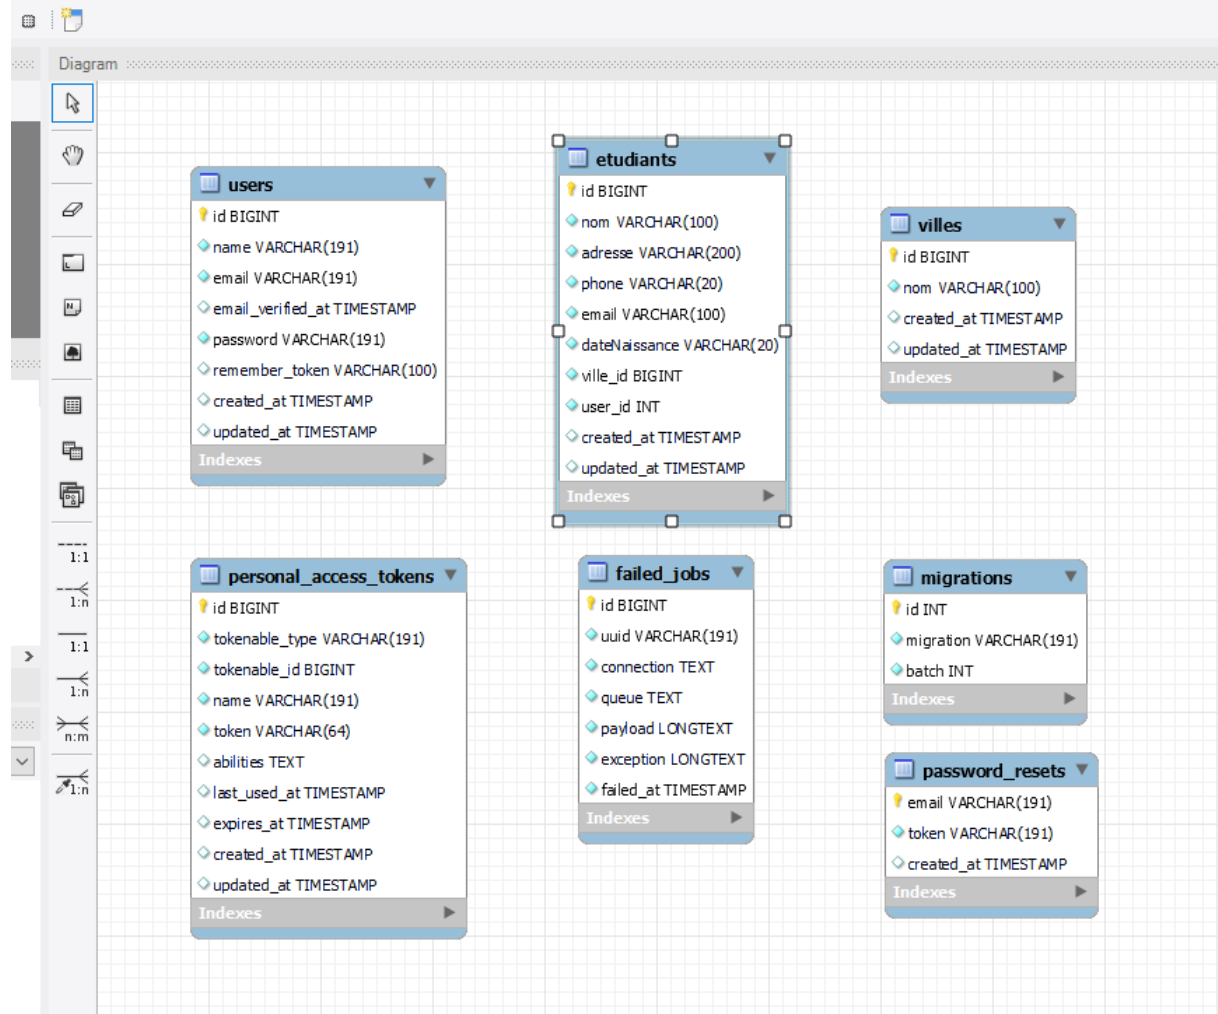 Diagram
1:1
1:n
1:1
1:n
n:m
1:n
users
id BIGINT
name VARCHAR(191)
email VARCHAR(191)
email_verified_at TIMESTAMP
password VARCHAR(191)
remember_token VARCHAR(100)
created_at TIMESTAMP
updated_at TIMESTAMP
Indexes
etudiants
id BIGINT
nom VARCHAR(100)
adresse VARCHAR(200)
phone VARCHAR(20)
email VARCHAR(100)
dateNaissance VARCHAR(20)
ville_id BIGINT
user_id INT
created_at TIMESTAMP
updated_at TIMESTAMP
Indexes
villes
id BIGINT
nom VARCHAR(100)
created_at TIMESTAMP
updated_at TIMESTAMP
Indexes
personal_access_tokens
id BIGINT
tokenable_type VARCHAR(191)
tokenable_id BIGINT
name VARCHAR(191)
token VARCHAR(64)
abilities TEXT
last_used_at TIMESTAMP
expires_at TIMESTAMP
created_at TIMESTAMP
updated_at TIMESTAMP
Indexes
failed_jobs
id BIGINT
uuid VARCHAR(191)
connection TEXT
queue TEXT
payload LONGTEXT
exception LONGTEXT
failed_at TIMESTAMP
Indexes
migrations
id INT
migration VARCHAR(191)
batch INT
Indexes
password_resets
email VARCHAR(191)
token VARCHAR(191)
created_at TIMESTAMP
Indexes